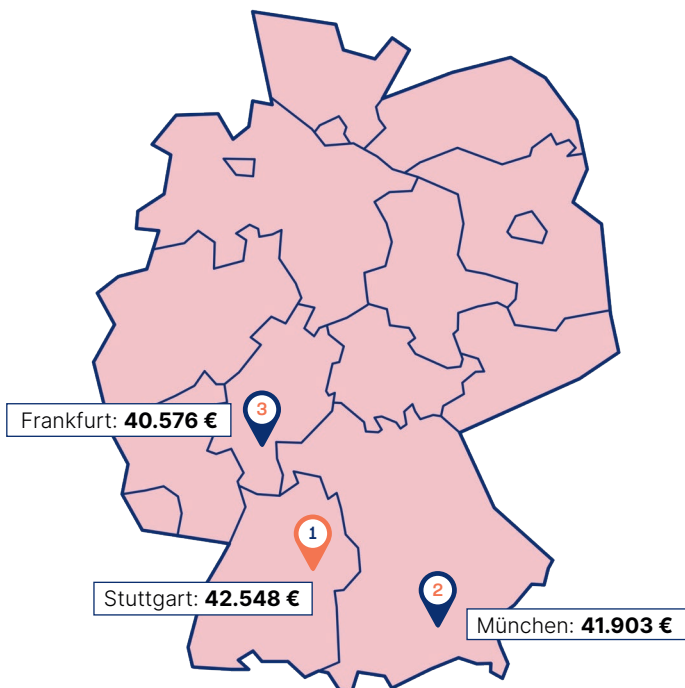 3
Frankfurt: 40.576 €
1
Stuttgart: 42.548 €
2
München: 41.903 €